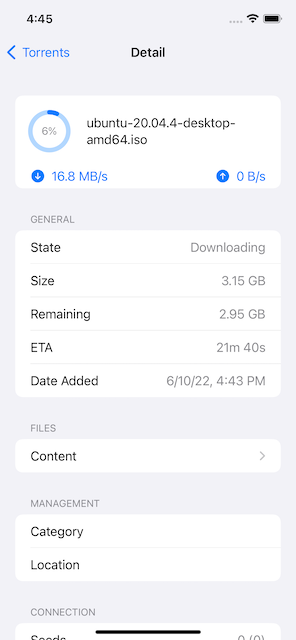 4:45
Torrents
Detail
6%
ubuntu-20.04.4-desktop-
amd64.iso
16.8 MB/s
0 B/s
GENERAL
State Downloading
Size 3.15 GB
Remaining 2.95 GB
ETA 21m 40s
Date Added 6/10/22, 4:43 PM
FILES
Content
MANAGEMENT
Category
Location
CONNECTION
Seeds 0 (0)